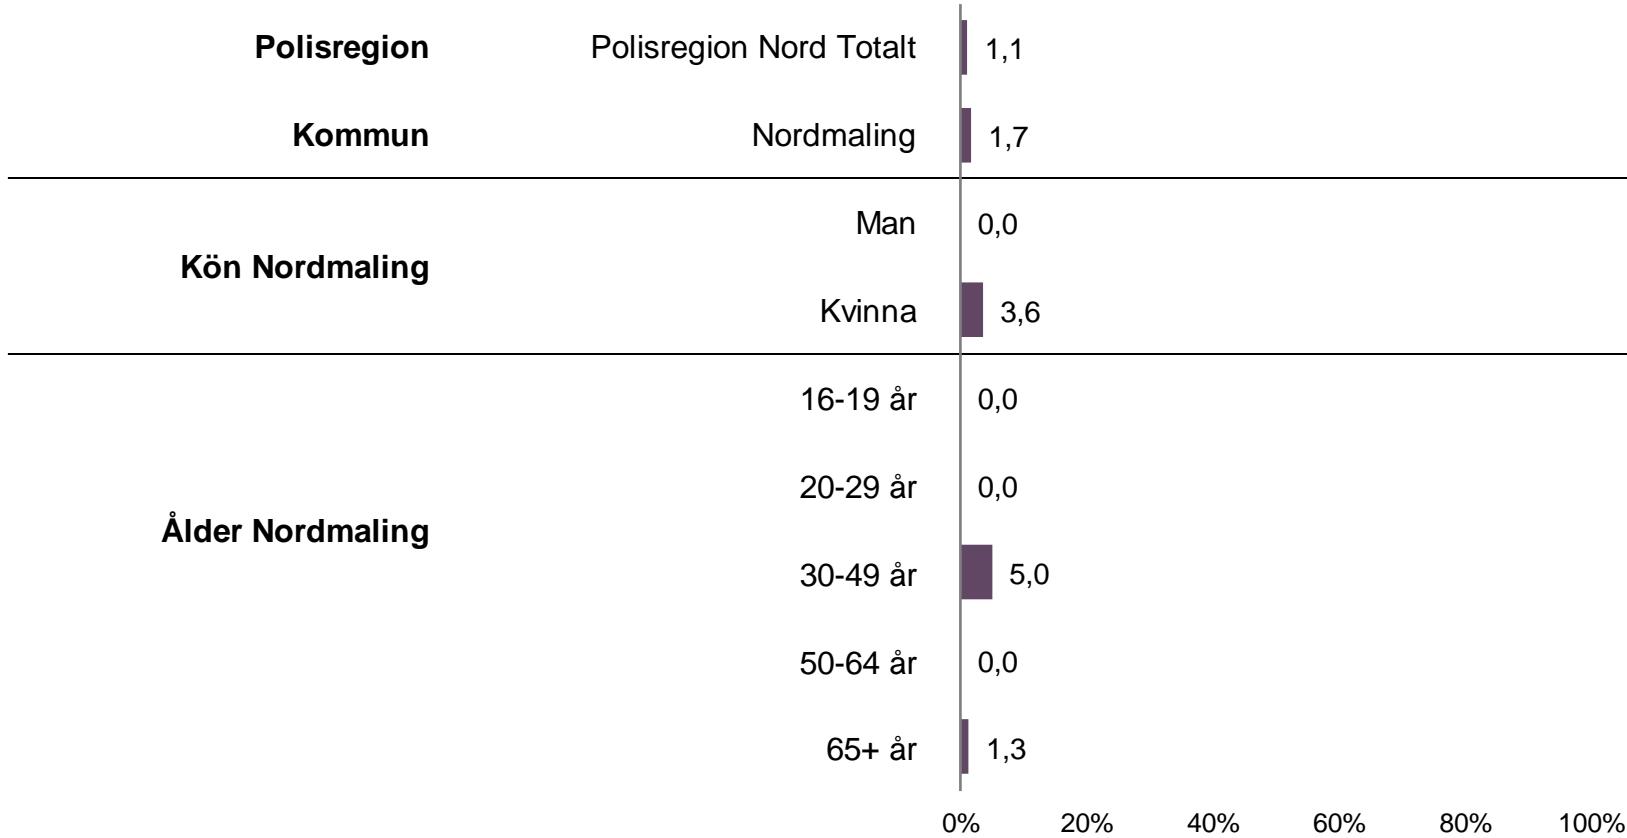 Polisregion Polisregion Nord Totalt 1,1
Kommun Nordmaling 1,7
Man 0,0
Kön Nordmaling
Kvinna 3,6
16-19 år 0,0
20-29 år 0,0
Ålder Nordmaling
30-49 år 5,0
50-64 år 0,0
65+ år 1,3
0% 20% 40% 60% 80% 100%